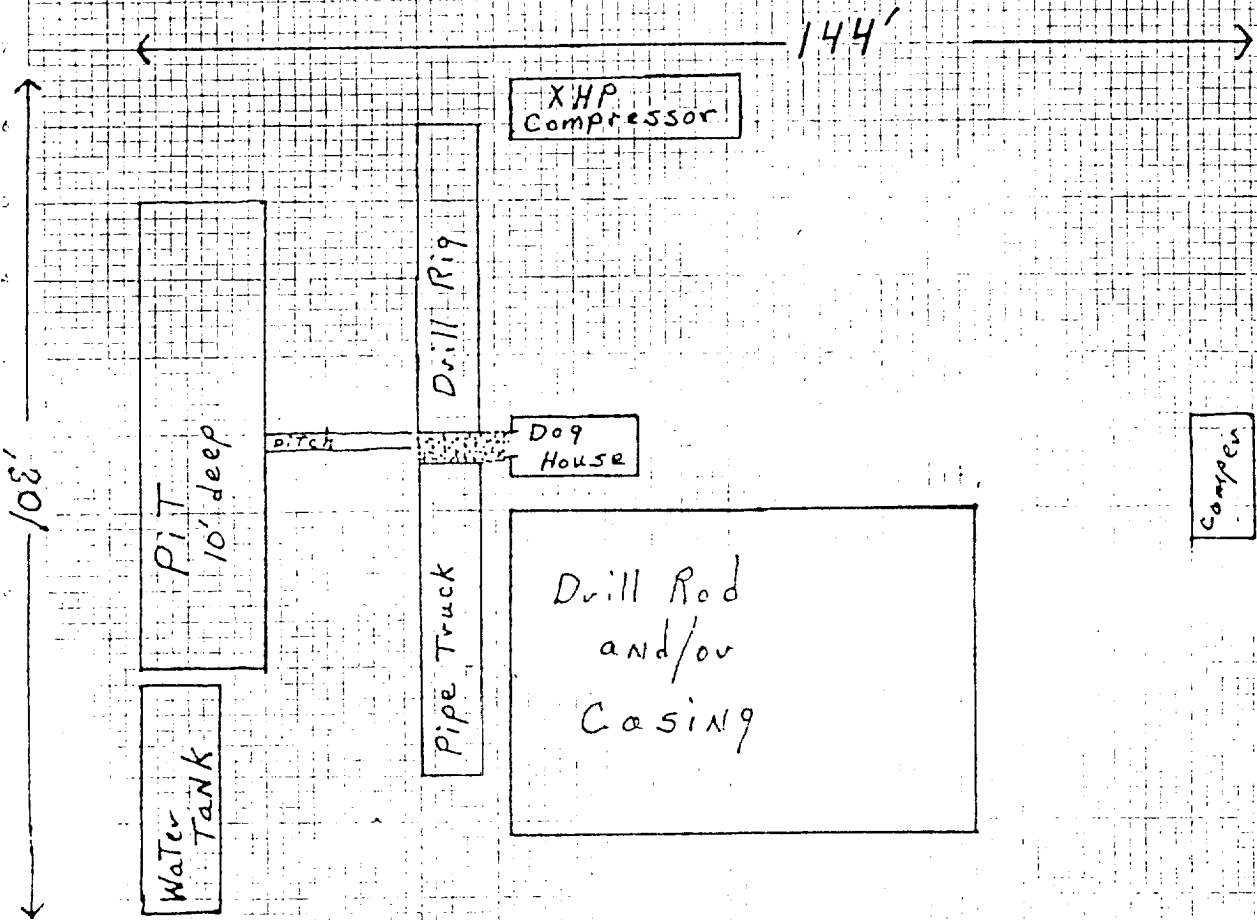 144'
XHP
Compressor
108'
Drill Rig
PiT
10' deep
Ditch
Dog
House
Pipe Truck
Drill Rod
and/or
Casing
Water
Tank